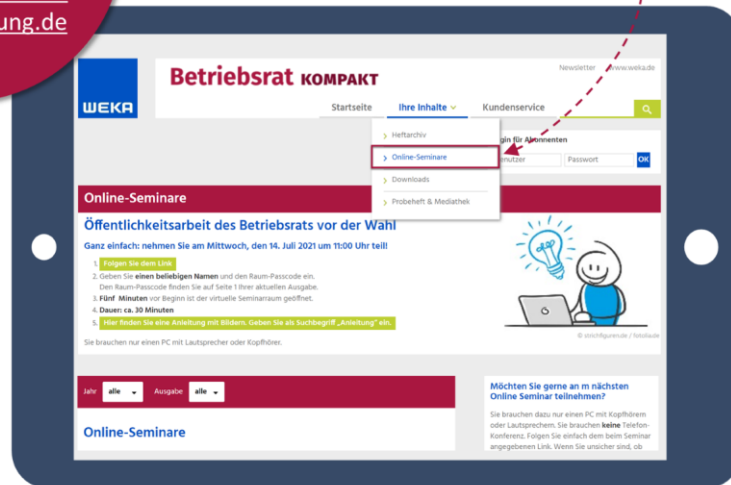 ung.de
WEKA
Betriebsrat KOMPAKT
Newsletter www.weka.de
Startseite Ihre Inhalte Kundenservice
Heftarchiv
Online-Seminare
Downloads
Probeheft & Mediathek
gin für Abonnenten
enutzer Passwort OK
Online-Seminare
Öffentlichkeitsarbeit des Betriebsrats vor der Wahl
Ganz einfach: nehmen Sie am Mittwoch, den 14. Juli 2021 um 11:00 Uhr teil!
1. Folgen Sie dem Link
2. Geben Sie einen beliebigen Namen und den Raum-Passcode ein.
Den Raum-Passcode finden Sie auf Seite 1 Ihrer aktuellen Ausgabe.
3. Fünf Minuten vor Beginn ist der virtuelle Seminarraum geöffnet.
4. Dauer: ca. 30 Minuten
5. Hier finden Sie eine Anleitung mit Bildern. Geben Sie als Suchbegriff „Anleitung" ein.
Sie brauchen nur einen PC mit Lautsprecher oder Kopfhörer.
© strichfiguren.de / fotolia.de
Jahr alle Ausgabe alle
Online-Seminare
Möchten Sie gerne an m nächsten
Online Seminar teilnehmen?
Sie brauchen dazu nur einen PC mit Kopfhörern
oder Lautsprechern. Sie brauchen keine Telefon-
Konferenz. Folgen Sie einfach dem beim Seminar
angegebenen Link. Wenn Sie unsicher sind, ob